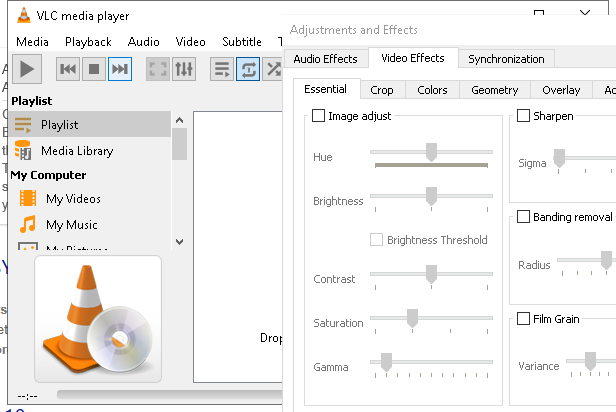 VLC media player
Media Playback Audio Video Subtitle T
Playlist
Playlist
Media Library
My Computer
My Videos
My Music
My Pictures
Drop
--:--
Adjustments and Effects
Audio Effects Video Effects Synchronization
Essential Crop Colors Geometry Overlay
Image adjust
Hue
Brightness
Brightness Threshold
Contrast
Saturation
Gamma
Sharpen
Sigma
Banding removal
Radius
Film Grain
Variance